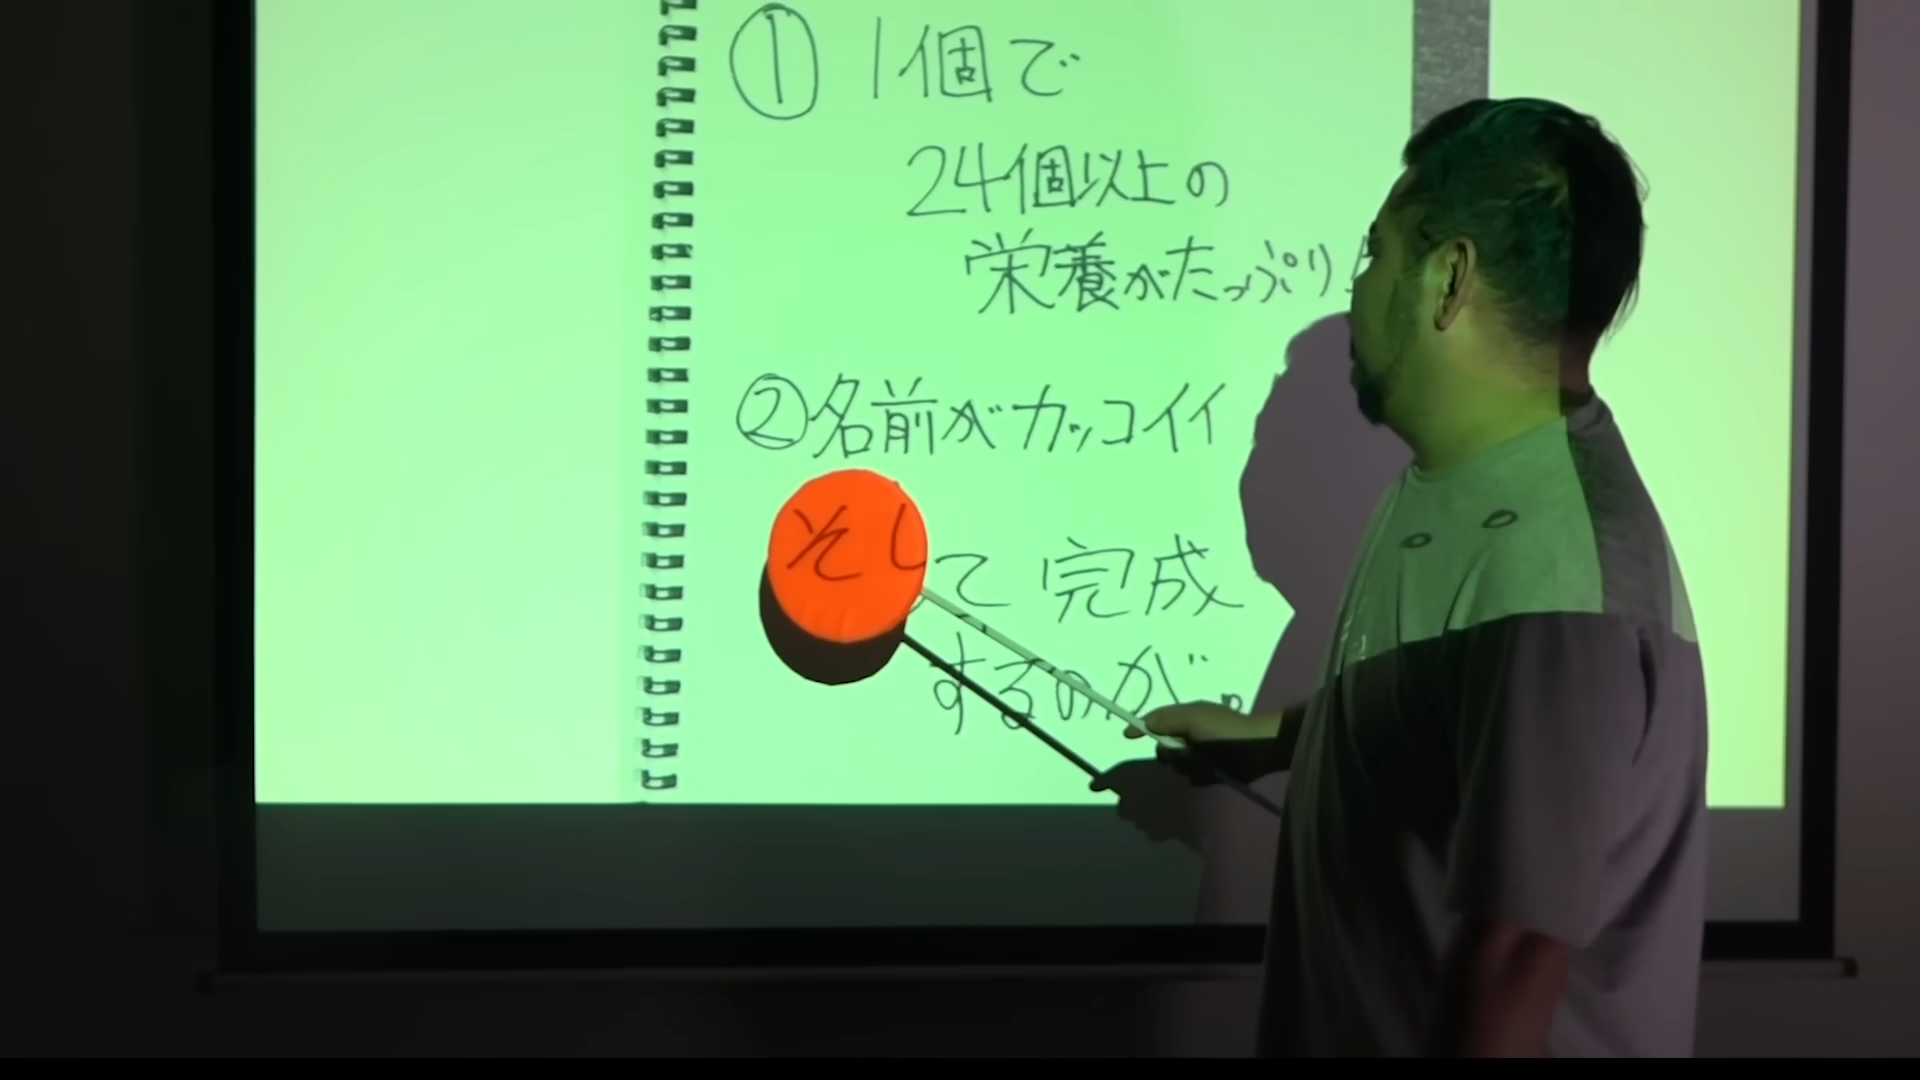 ① 1個で
24個以上の
栄養がたっぷり
②名前がカッコイイ
そして完成
するのが。